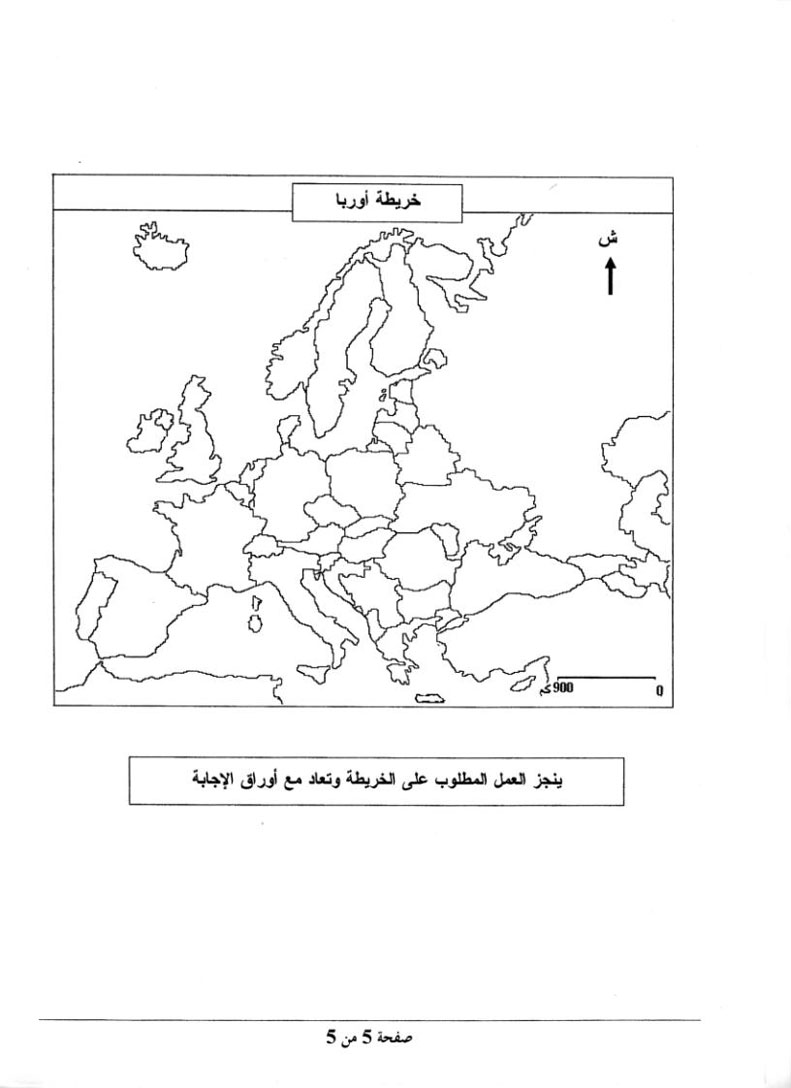 خريطة أوربا
ش
900 كم 0
ينجز العمل المطلوب على الخريطة وتعاد مع أوراق الإجابة
صفحة 5 من 5